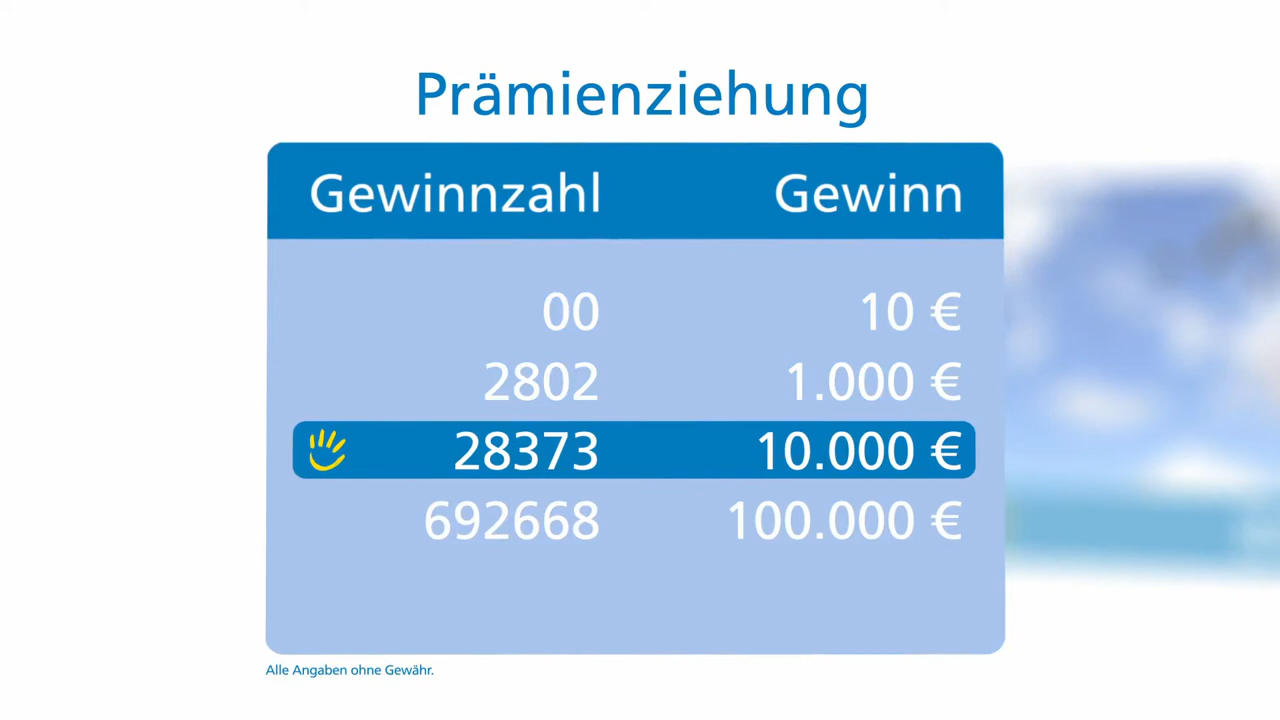 Prämienziehung
Gewinnzahl Gewinn
00 10 €
2802 1.000 €
28373 10.000 €
692668 100.000 €
Alle Angaben ohne Gewähr.